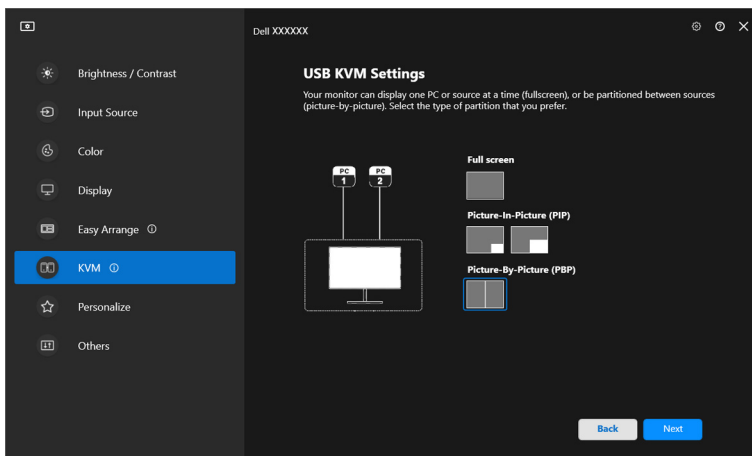 Dell XXXXXX
Brightness / Contrast
Input Source
Color
Display
Easy Arrange
KVM
Personalize
Others
USB KVM Settings
Your monitor can display one PC or source at a time (fullscreen), or be partitioned between sources
(picture-by-picture). Select the type of partition that you prefer.
PC
1
PC
2
Full screen
Picture-In-Picture (PIP)
Picture-By-Picture (PBP)
Back
Next